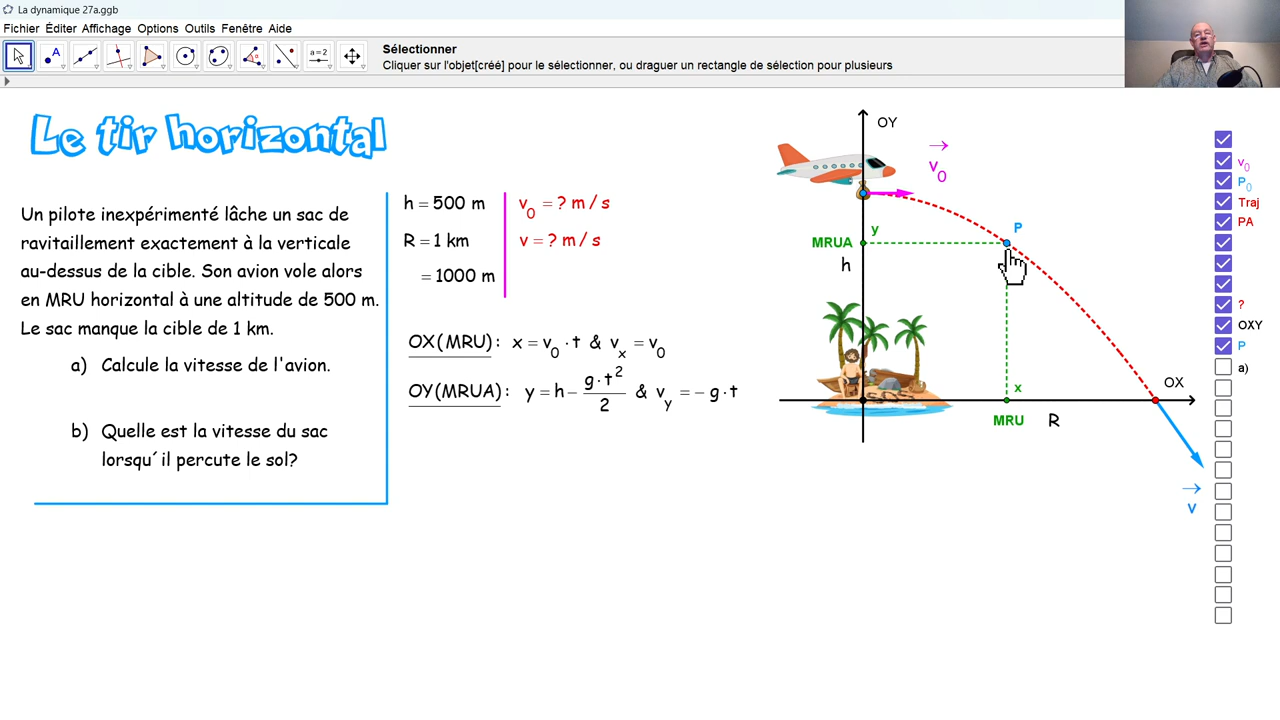 La dynamique 27a.ggb
Fichier Éditer Affichage Options Outils Fenêtre Aide
A
a=2
Sélectionner
Cliquer sur l'objet[créé] pour le sélectionner, ou draguer un rectangle de sélection pour plusieurs
Le tir horizontal
Un pilote inexpérimenté lâche un sac de
ravitaillement exactement à la verticale
au-dessus de la cible. Son avion vole alors
en MRU horizontal à une altitude de 500 m.
Le sac manque la cible de 1 km.
a) Calcule la vitesse de l'avion.
b) Quelle est la vitesse du sac
lorsqu´il percute le sol?
h = 500 m
R = 1 km
= 1000 m
v₀ = ? m / s
v = ? m / s
OX(MRU): x = v₀ · t & vₓ = v₀
OY(MRUA): y = h − g · t²/2 & v_y = − g · t
OY
v₀
P
y
MRUA
h
x
OX
MRU
R
v
v₀
P₀
Traj
PA
?
OXY
P
a)